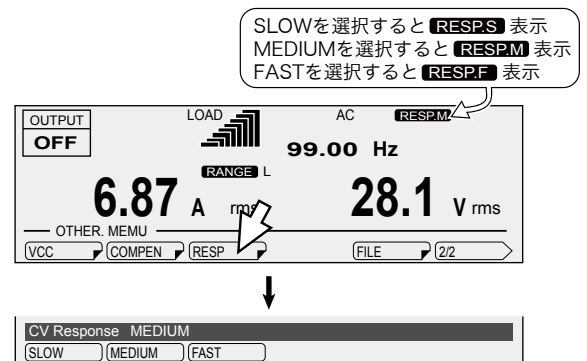 SLOWを選択すると RESP.S 表示
MEDIUMを選択すると RESP.M 表示
FASTを選択すると RESP.F 表示
OUTPUT LOAD AC RESP.M
OFF
99.00 Hz
RANGE L
6.87 A rms 28.1 V rms
OTHER. MEMU
VCC COMPEN RESP FILE 2/2
CV Response MEDIUM
SLOW MEDIUM FAST